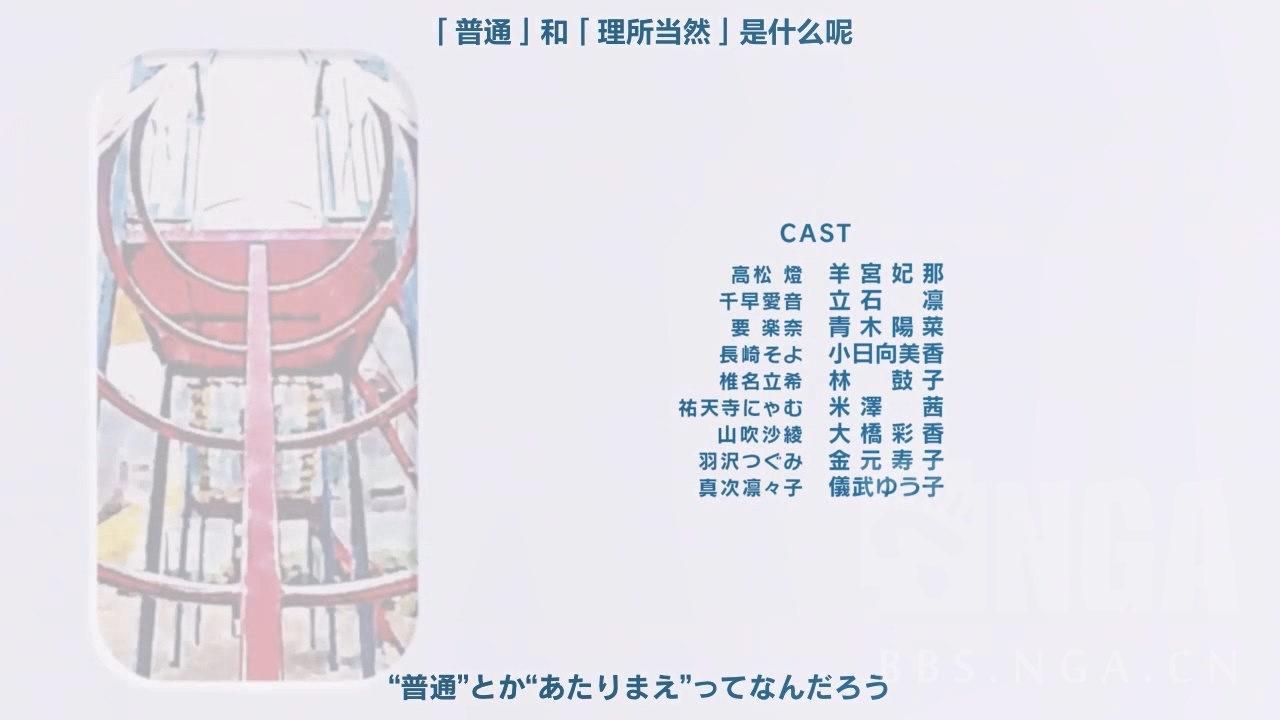 「普通」和「理所当然」是什么呢
CAST
高松 燈 羊宮妃那
千早愛音 立石 凛
要 楽奈 青木陽菜
長崎そよ 小日向美香
椎名立希 林 鼓子
祐天寺にゃむ 米澤 茜
山吹沙綾 大橋彩香
羽沢つぐみ 金元寿子
真次凛々子 儀武ゆう子
NGA
BBS.NGA.CN
“普通”とか“あたりまえ”ってなんだろう